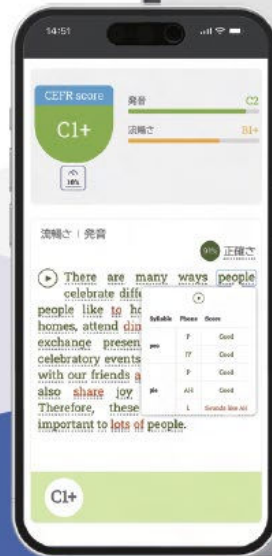 14:51
CEFR score
C1+
発音 C2
流暢さ B1+
流暢さ | 発音
正確さ
There are many ways people
celebrate diffe
people like to ho
homes, attend din
exchange presen
celebratory events
with our friends a
also share joy
Therefore, these
important to lots of people.
Syllable Phone Score
peo P Good
IY Good
P Good
ple AH Good
L Sounds like AH
C1+